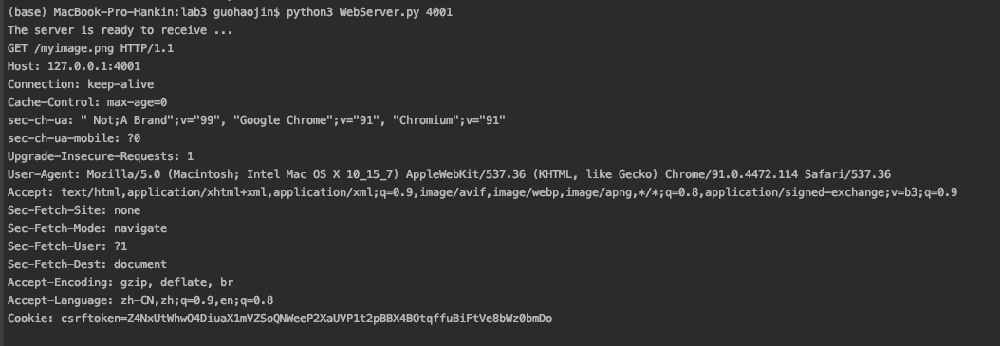 (base) MacBook-Pro-Hankin:lab3 guohaojin$ python3 WebServer.py 4001
The server is ready to receive ...
GET /myimage.png HTTP/1.1
Host: 127.0.0.1:4001
Connection: keep-alive
Cache-Control: max-age=0
sec-ch-ua: " Not;A Brand";v="99", "Google Chrome";v="91", "Chromium";v="91"
sec-ch-ua-mobile: ?0
Upgrade-Insecure-Requests: 1
User-Agent: Mozilla/5.0 (Macintosh; Intel Mac OS X 10_15_7) AppleWebKit/537.36 (KHTML, like Gecko) Chrome/91.0.4472.114 Safari/537.36
Accept: text/html,application/xhtml+xml,application/xml;q=0.9,image/avif,image/webp,image/apng,*/*;q=0.8,application/signed-exchange;v=b3;q=0.9
Sec-Fetch-Site: none
Sec-Fetch-Mode: navigate
Sec-Fetch-User: ?1
Sec-Fetch-Dest: document
Accept-Encoding: gzip, deflate, br
Accept-Language: zh-CN,zh;q=0.9,en;q=0.8
Cookie: csrftoken=Z4NxUtWhwO4DiuaX1mVZSoQNWeeP2XaUVP1t2pBBX4BOtqffuBiFtVe8bWz0bmDo